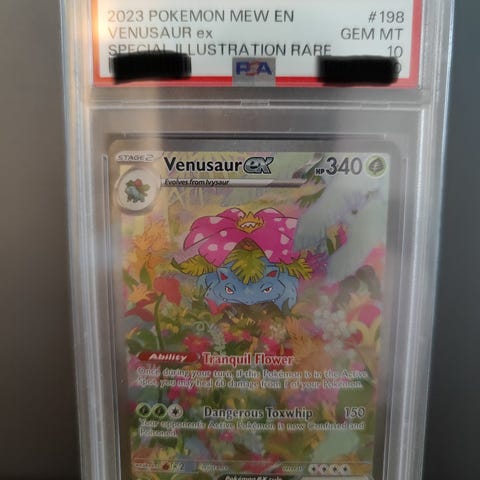 2023 POKEMON MEW EN #198
VENUSAUR ex GEM MT
SPECIAL ILLUSTRATION RARE 10
PSA
STAGE 2 Venusaur ex HP 340
Evolves from Ivysaur
Ability Tranquil Flower
Once during your turn, if this Pokémon is in the Active
Spot, you may heal 60 damage from 1 of your Pokémon.
Dangerous Toxwhip 150
Your opponent's Active Pokémon is now Confused and
Poisoned.
Pokémon ex rule